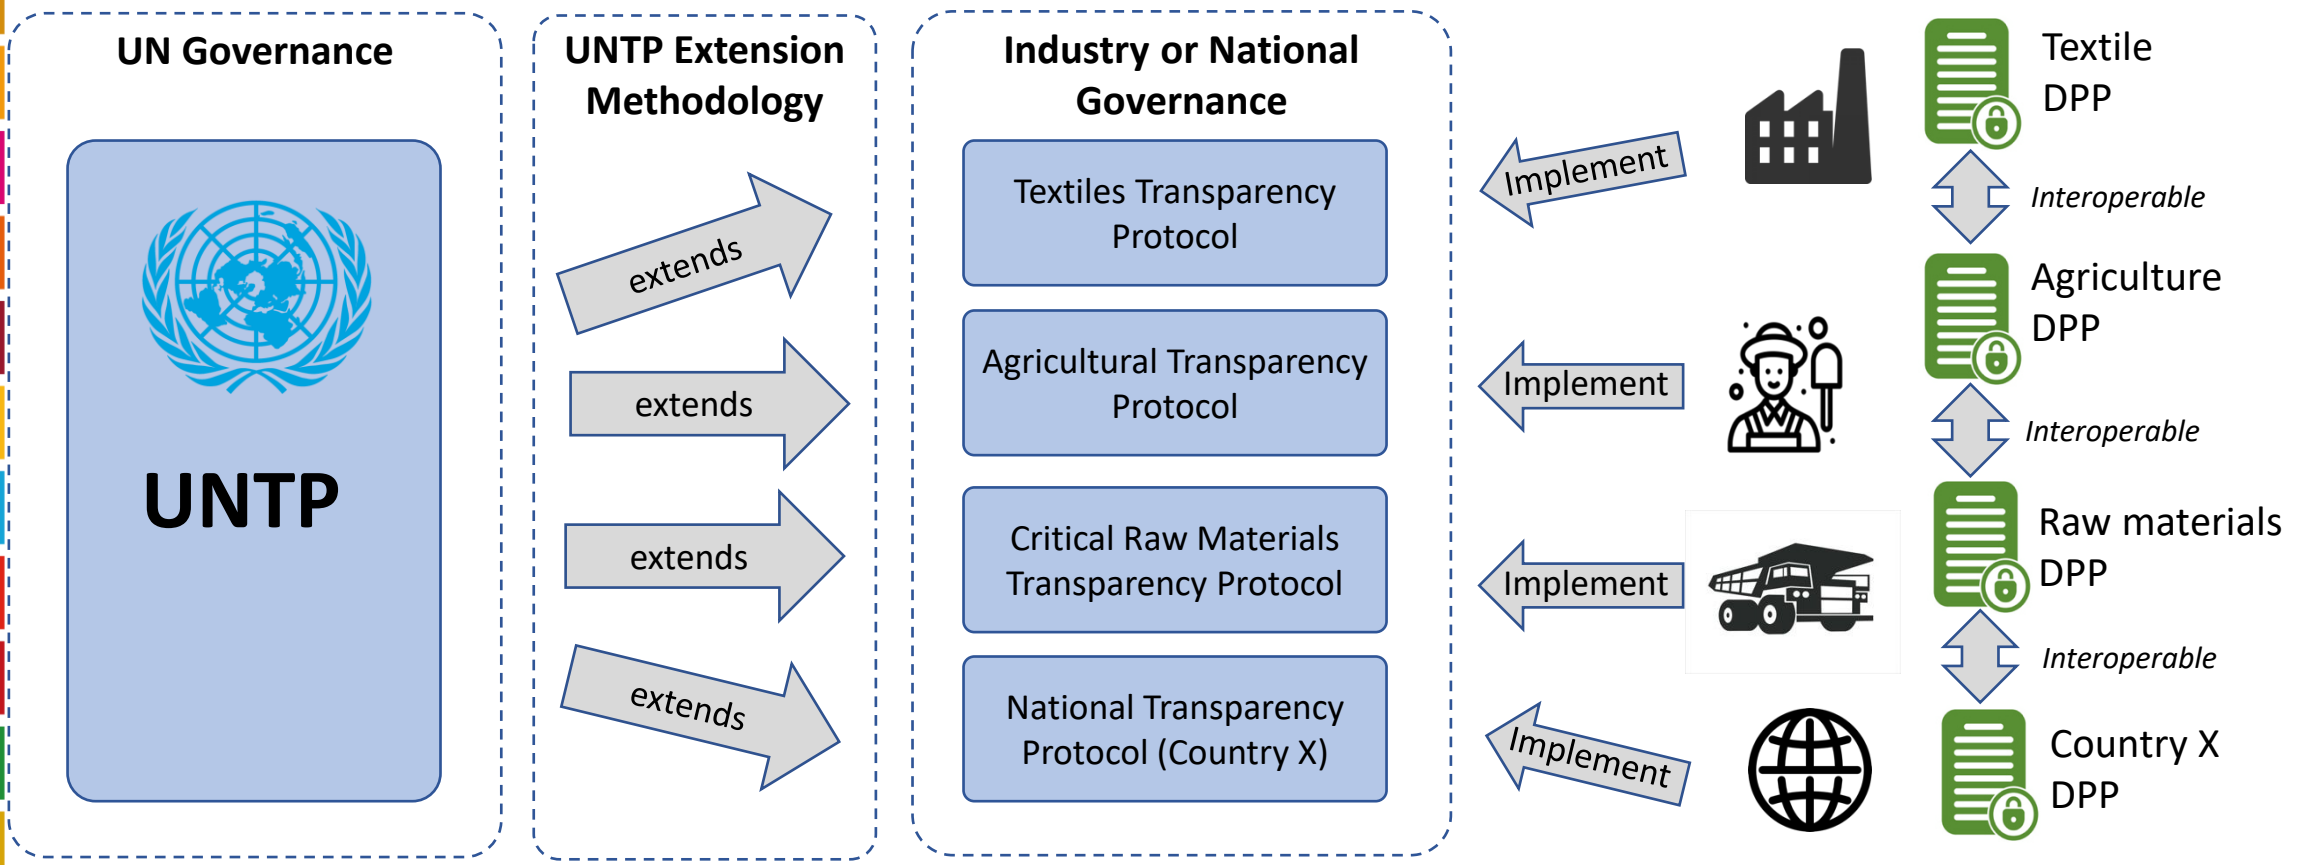 UN Governance
UNTP
UNTP Extension
Methodology
extends
extends
extends
extends
Industry or National
Governance
Textiles Transparency
Protocol
Agricultural Transparency
Protocol
Critical Raw Materials
Transparency Protocol
National Transparency
Protocol (Country X)
Implement
Implement
Implement
Implement
Textile
DPP
Interoperable
Agriculture
DPP
Interoperable
Raw materials
DPP
Interoperable
Country X
DPP